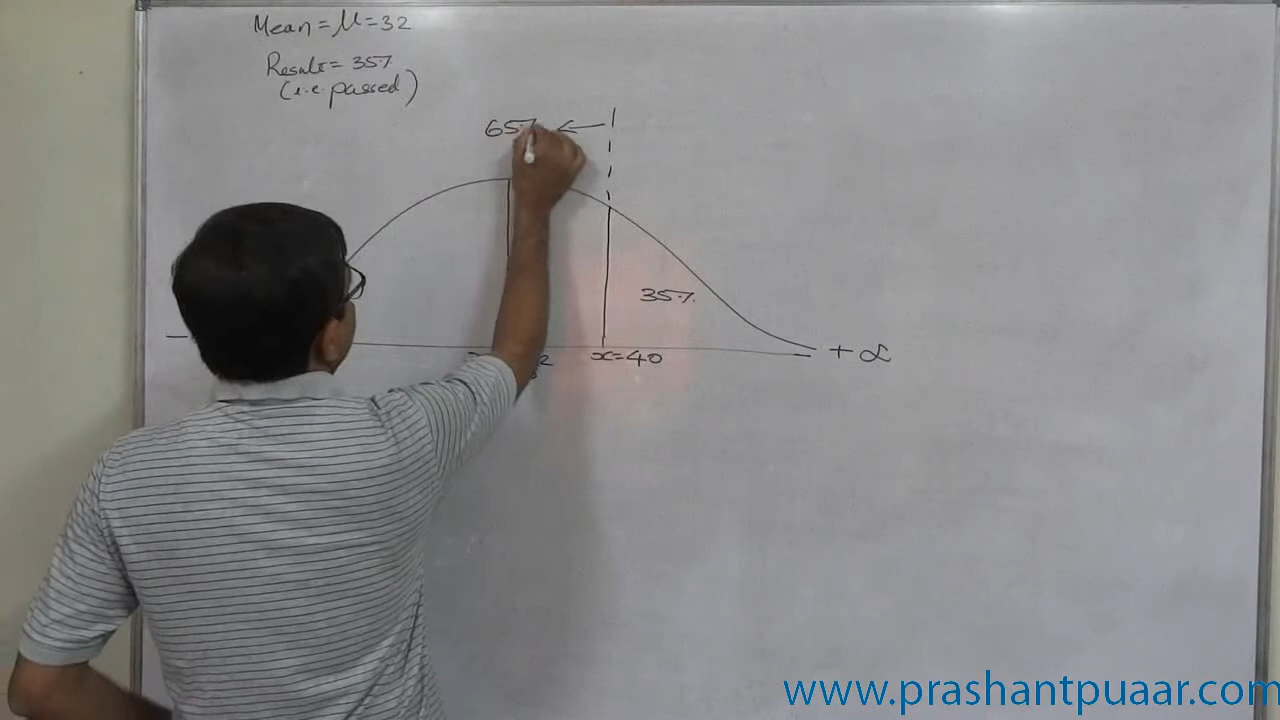 Mean = μ = 32
Result = 35%
(i.e. passed)
65%
35%
x=40
+ ∝
www.prashantpuaar.com